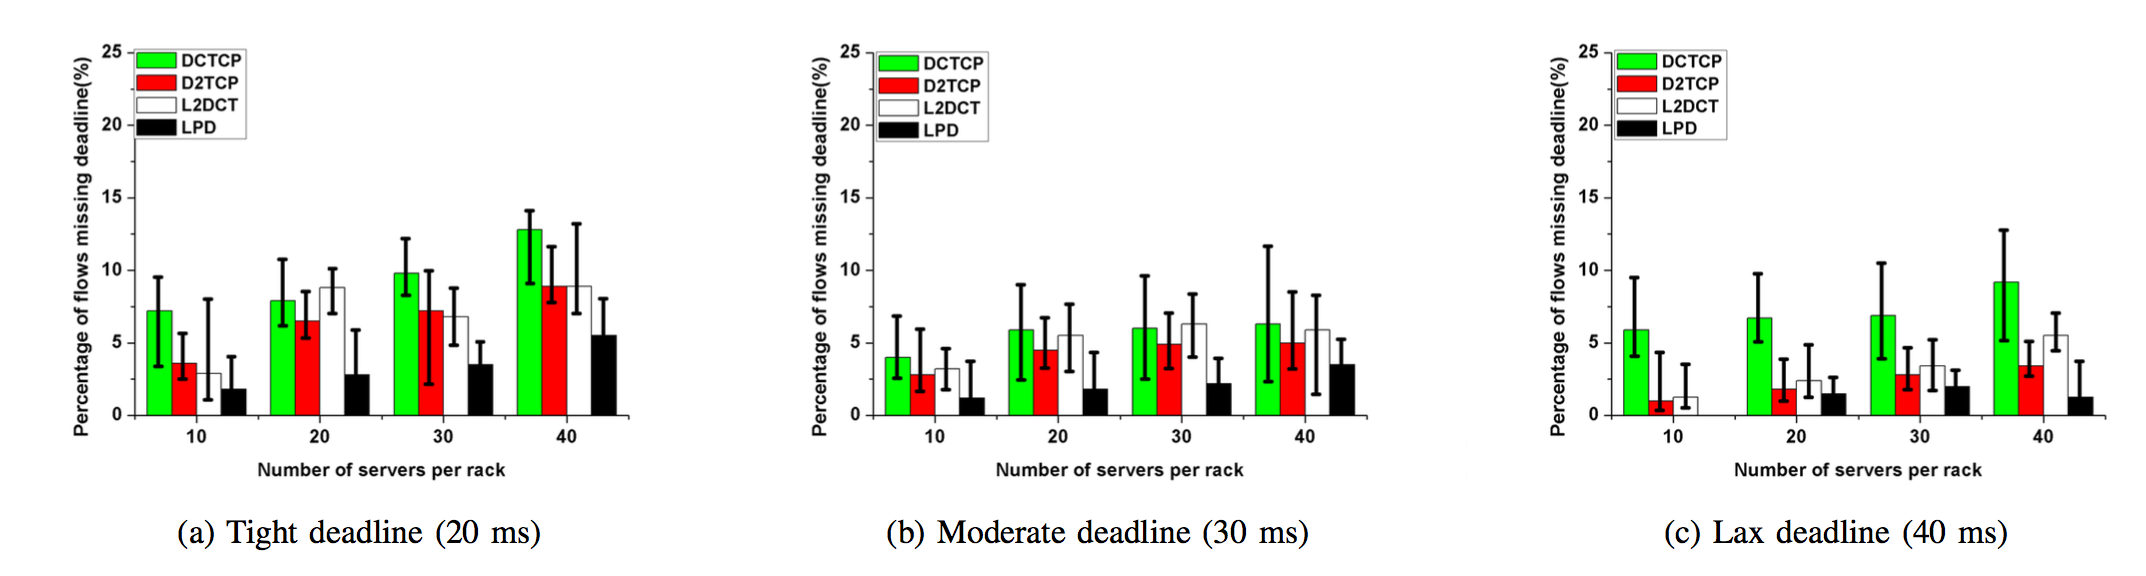 Percentage of flows missing deadline(%)
25
20
15
10
5
0
DCTCP
D2TCP
L2DCT
LPD
10 20 30 40
Number of servers per rack
(a) Tight deadline (20 ms)
Percentage of flows missing deadline(%)
25
20
15
10
5
0
DCTCP
D2TCP
L2DCT
LPD
10 20 30 40
Number of servers per rack
(b) Moderate deadline (30 ms)
Percentage of flows missing deadline(%)
25
20
15
10
5
0
DCTCP
D2TCP
L2DCT
LPD
10 20 30 40
Number of servers per rack
(c) Lax deadline (40 ms)